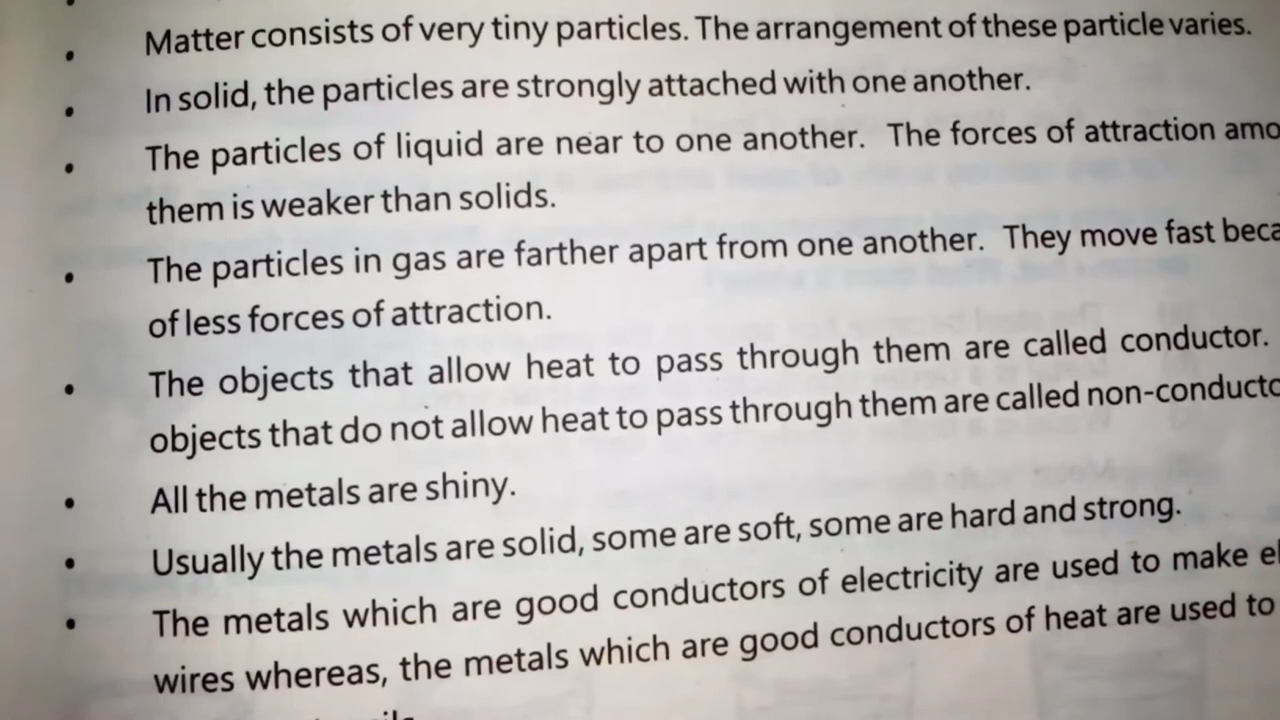 • Matter consists of very tiny particles. The arrangement of these particle varies.
• In solid, the particles are strongly attached with one another.
• The particles of liquid are near to one another. The forces of attraction
them is weaker than solids.
• The particles in gas are farther apart from one another. They move fast
of less forces of attraction.
• The objects that allow heat to pass through them are called conductor.
objects that do not allow heat to pass through them are called
• All the metals are shiny.
• Usually the metals are solid, some are soft, some are hard and strong.
• The metals which are good conductors of electricity are used to make
wires whereas, the metals which are good conductors of heat are used to